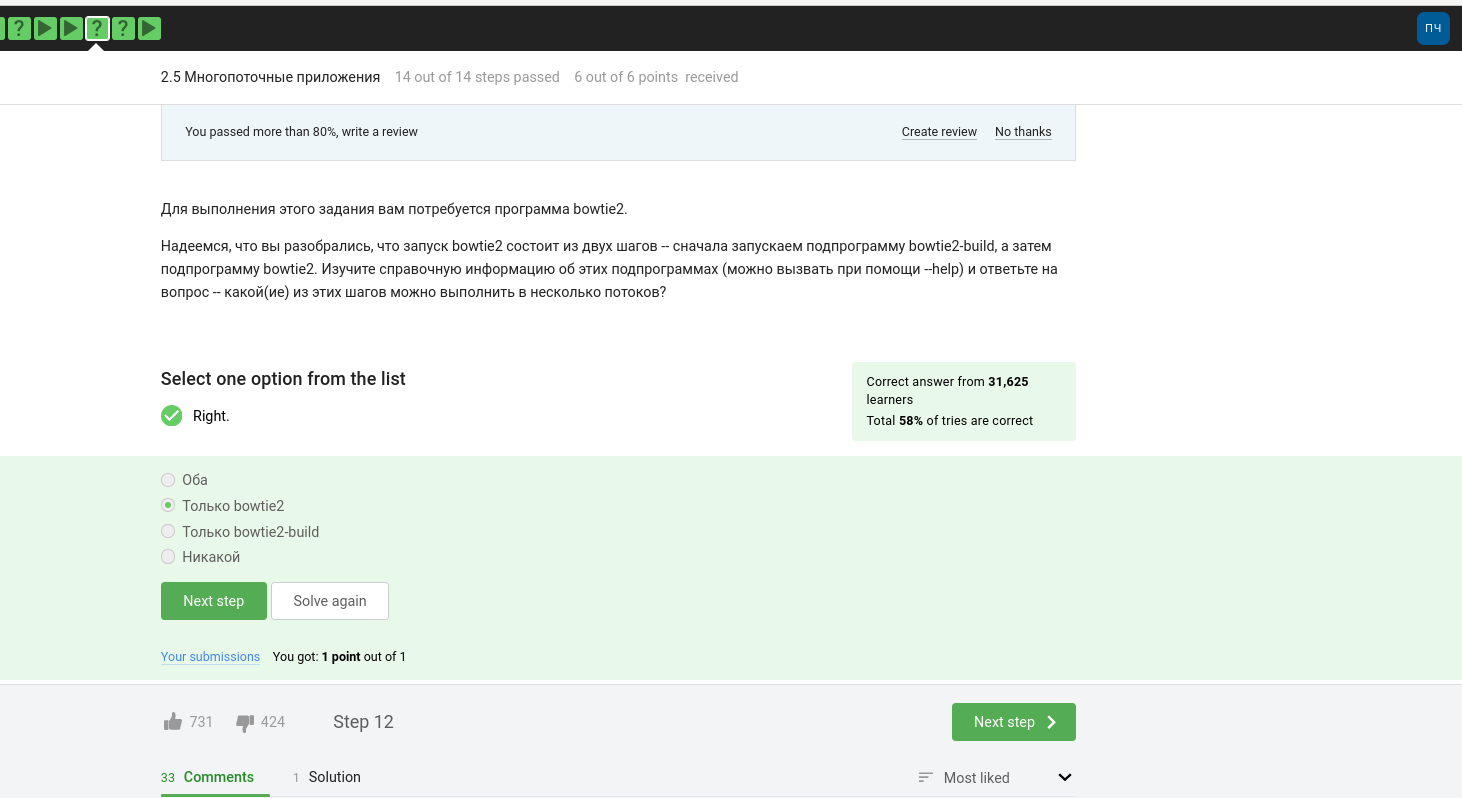 ? ? ? ПЧ
2.5 Многопоточные приложения 14 out of 14 steps passed 6 out of 6 points received
You passed more than 80%, write a review Create review No thanks
Для выполнения этого задания вам потребуется программа bowtie2.
Надеемся, что вы разобрались, что запуск bowtie2 состоит из двух шагов -- сначала запускаем подпрограмму bowtie2-build, а затем
подпрограмму bowtie2. Изучите справочную информацию об этих подпрограммах (можно вызвать при помощи --help) и ответьте на
вопрос -- какой(ие) из этих шагов можно выполнить в несколько потоков?
Select one option from the list
Right.
Correct answer from 31,625
learners
Total 58% of tries are correct
Оба
Только bowtie2
Только bowtie2-build
Никакой
Next step Solve again
Your submissions You got: 1 point out of 1
731 424 Step 12 Next step
33 Comments 1 Solution Most liked